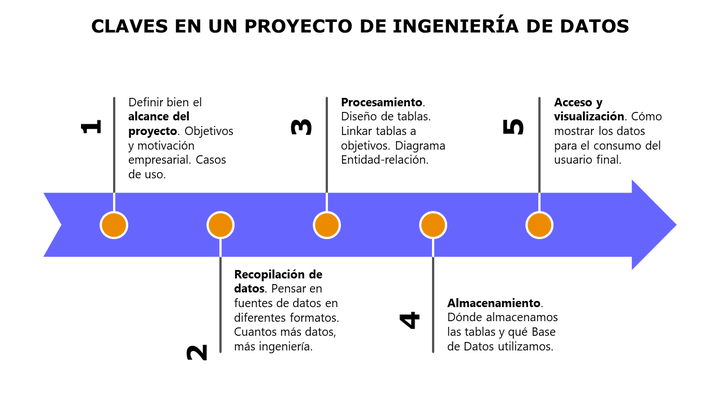 CLAVES EN UN PROYECTO DE INGENIERÍA DE DATOS
1
Definir bien el
alcance del
proyecto. Objetivos
y motivación
empresarial. Casos
de uso.
2
Recopilación de
datos. Pensar en
fuentes de datos en
diferentes formatos.
Cuantos más datos,
más ingeniería.
3
Procesamiento.
Diseño de tablas.
Linkar tablas a
objetivos. Diagrama
Entidad-relación.
4
Almacenamiento.
Dónde almacenamos
las tablas y qué Base
de Datos utilizamos.
5
Acceso y
visualización. Cómo
mostrar los datos
para el consumo del
usuario final.